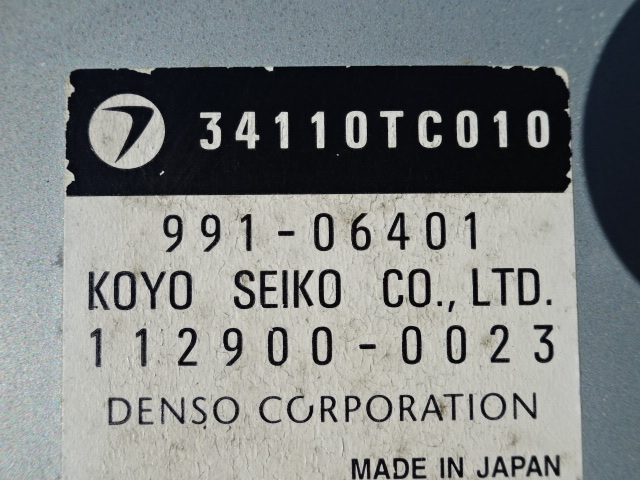 34110TC010
991-06401
KOYO SEIKO CO., LTD.
112900-0023
DENSO CORPORATION
MADE IN JAPAN